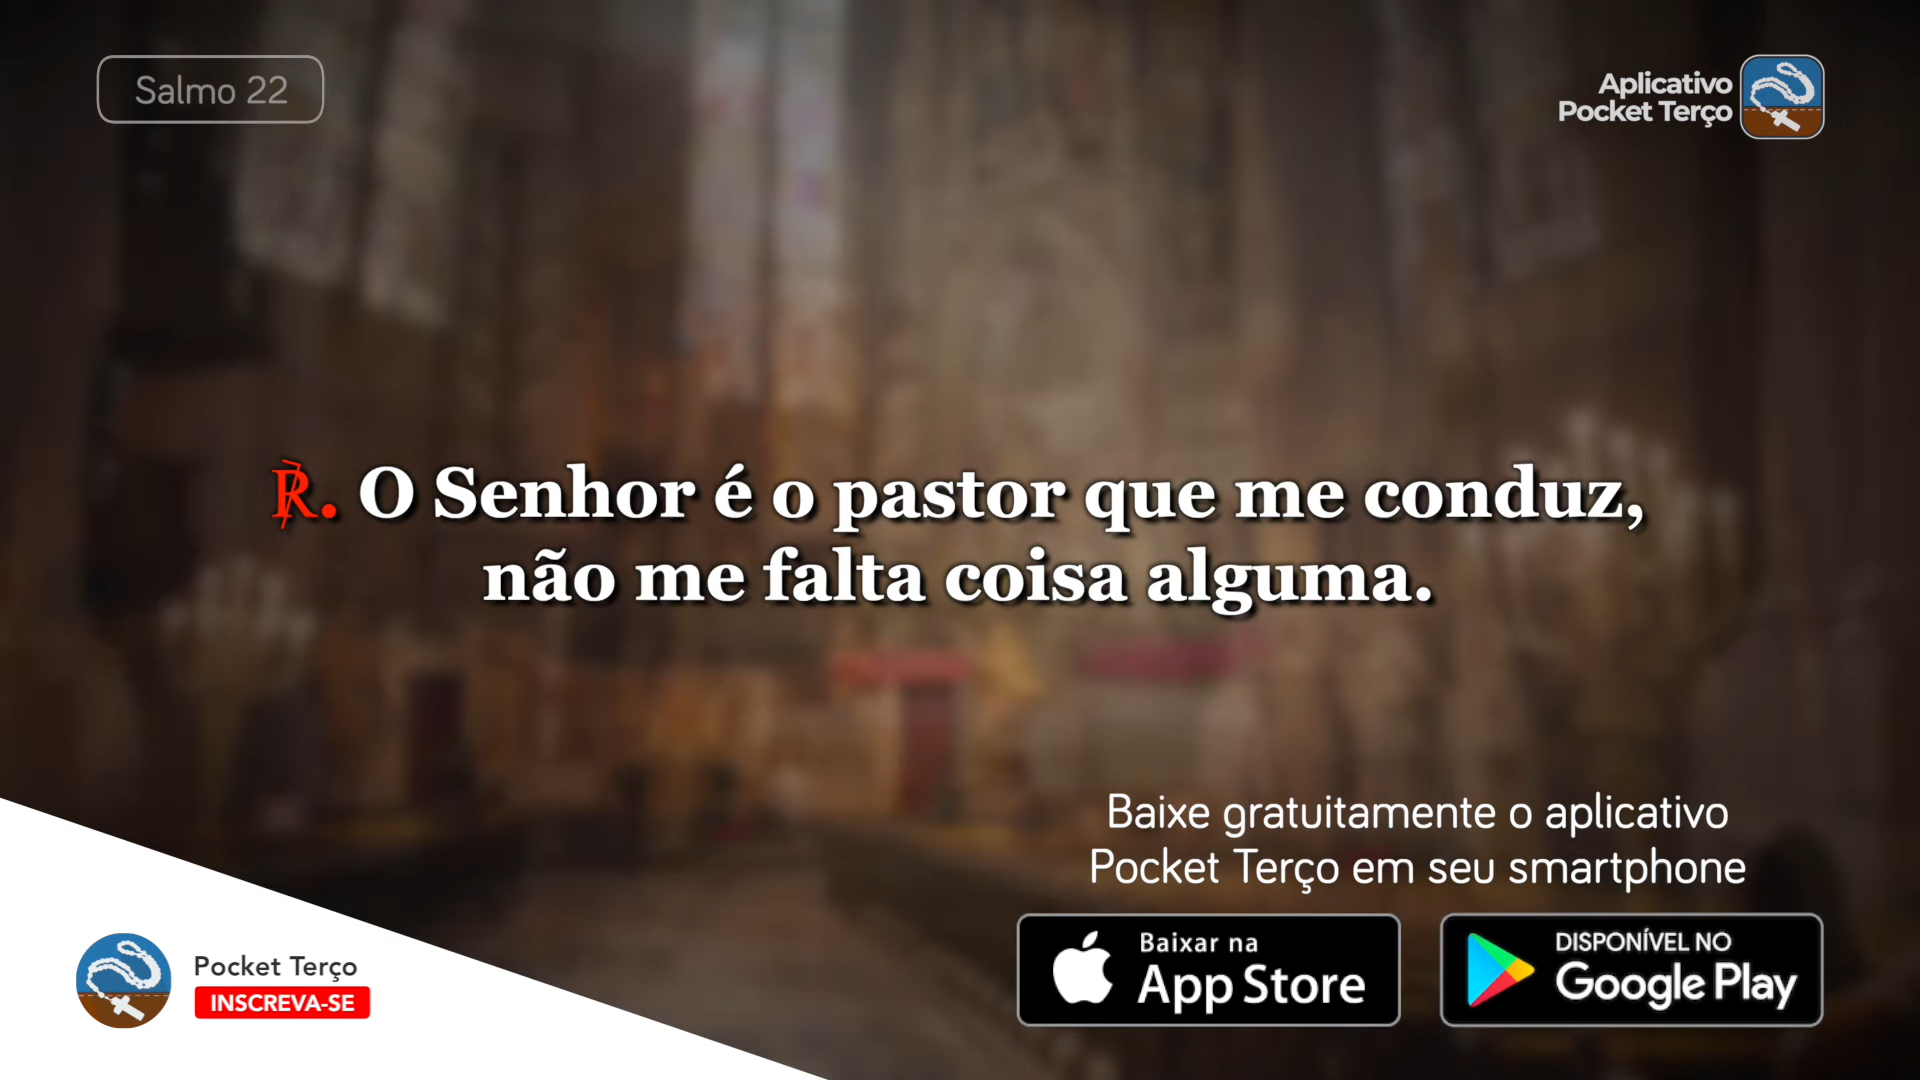 Salmo 22
Aplicativo
Pocket Terço
℟. O Senhor é o pastor que me conduz,
não me falta coisa alguma.
Baixe gratuitamente o aplicativo
Pocket Terço em seu smartphone
Pocket Terço
INSCREVA-SE
Baixar na
App Store
DISPONÍVEL NO
Google Play